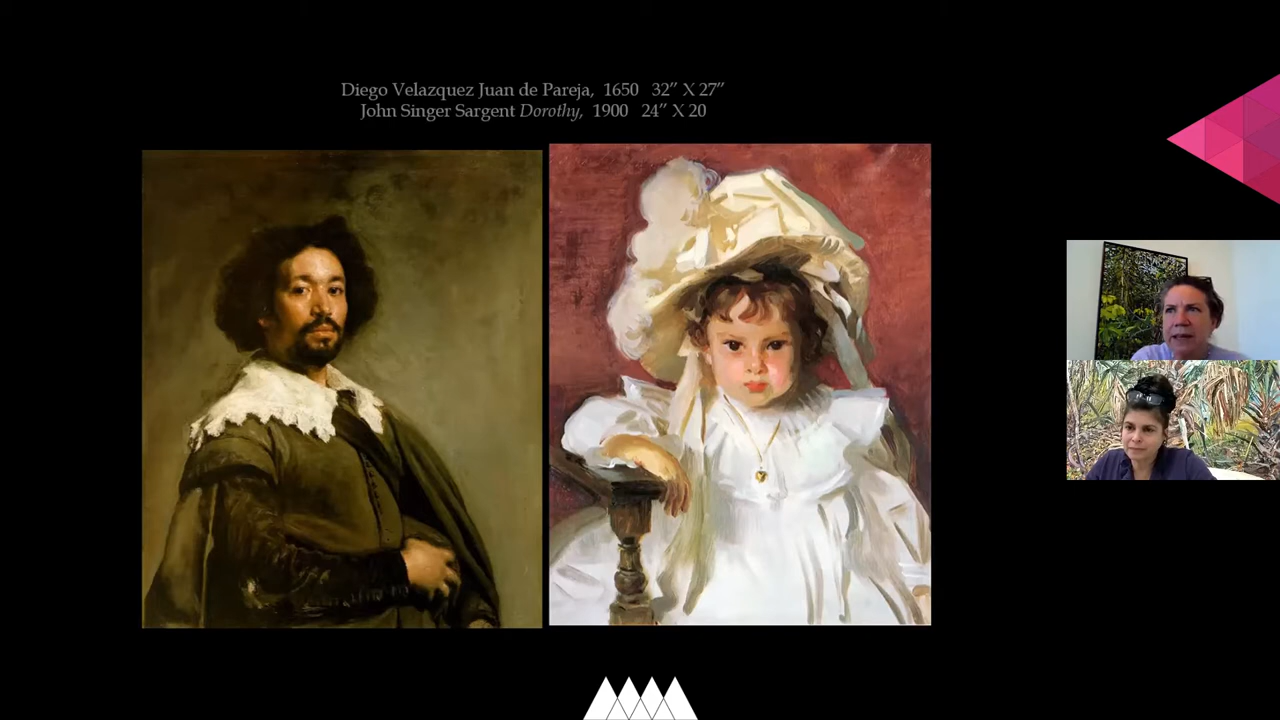 Diego Velazquez Juan de Pareja, 1650 32” X 27”
John Singer Sargent Dorothy, 1900 24” X 20